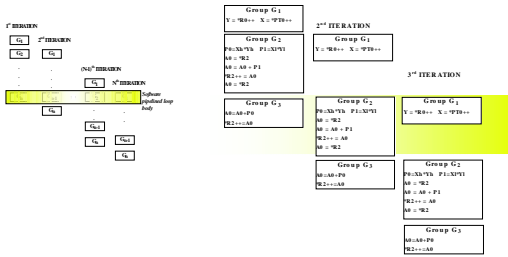 1st ITERATION
G1
G2
2nd ITERATION
G1
(N-1)th ITERATION
G1
Nth ITERATION
Software
pipelined loop
body
Gn
Gn-1
Gn
Gn-1
Gn
Group G1
Y = *R0++ X = *PT0++
Group G2
P0=Xh*Yh P1=Xl*Yl
A0 = *R2
A0 = A0 + P1
*R2++ = A0
A0 = *R2
Group G3
A0=A0+P0
*R2++=A0
2nd ITERATION
Group G1
Y = *R0++ X = *PT0++
Group G2
P0=Xh*Yh P1=Xl*Yl
A0 = *R2
A0 = A0 + P1
*R2++ = A0
A0 = *R2
Group G3
A0=A0+P0
*R2++=A0
3rd ITERATION
Group G1
Y = *R0++ X = *PT0++
Group G2
P0=Xh*Yh P1=Xl*Yl
A0 = *R2
A0 = A0 + P1
*R2++ = A0
A0 = *R2
Group G3
A0=A0+P0
*R2++=A0